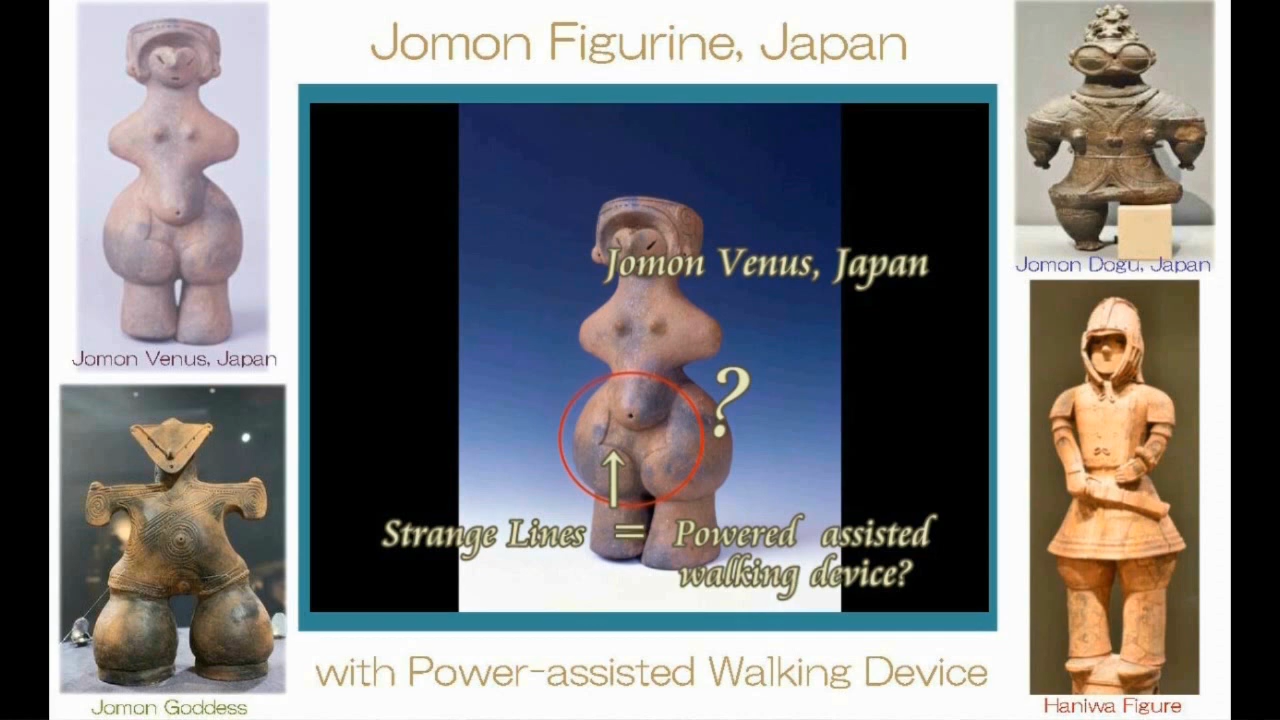 Jomon Figurine, Japan
Jomon Venus, Japan
?
Strange Lines = Powered assisted
walking device?
with Power-assisted Walking Device
Jomon Venus, Japan
Jomon Goddess
Jomon Dogu, Japan
Haniwa Figure